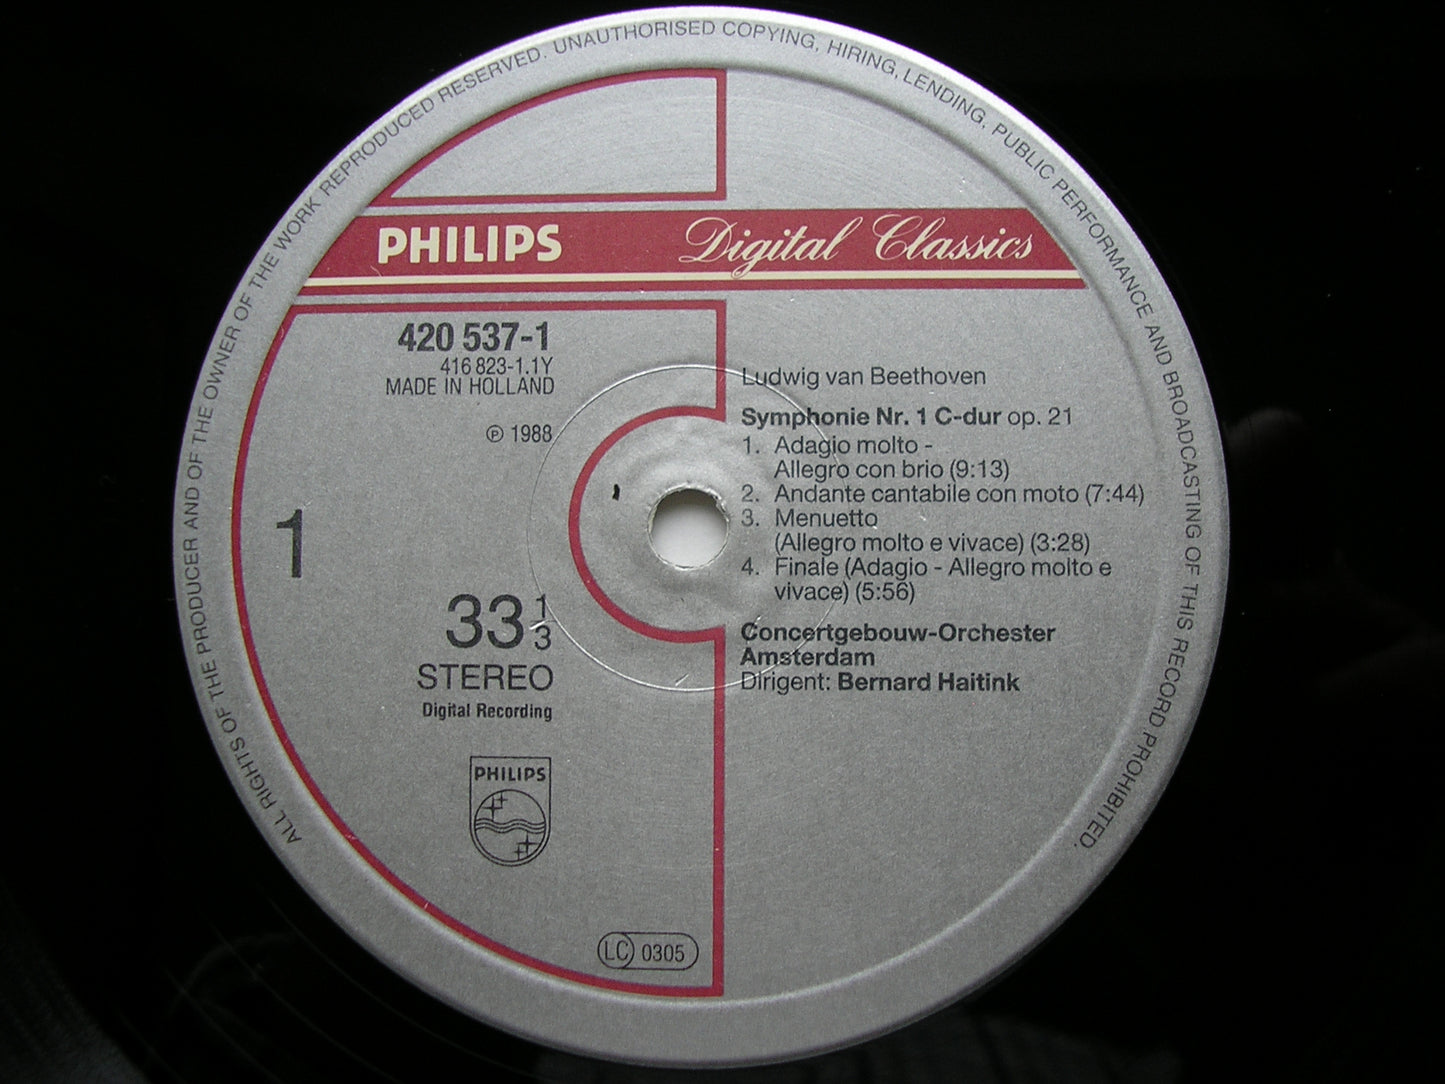 ALL RIGHTS OF THE PRODUCER AND OF THE OWNER OF THE WORK REPRODUCED RESERVED. UNAUTHORISED COPYING, HIRING, LENDING, PUBLIC PERFORMANCE AND BROADCASTING OF THIS RECORD PROHIBITED.
PHILIPS Digital Classics
420 537-1
416 823-1.1Y
MADE IN HOLLAND
℗ 1988
1
33 1/3
STEREO
Digital Recording
PHILIPS
LC 0305
Ludwig van Beethoven
Symphonie Nr. 1 C-dur op. 21
1. Adagio molto -
Allegro con brio (9:13)
2. Andante cantabile con moto (7:44)
3. Menuetto
(Allegro molto e vivace) (3:28)
4. Finale (Adagio - Allegro molto e
vivace) (5:56)
Concertgebouw-Orchester
Amsterdam
Dirigent: Bernard Haitink